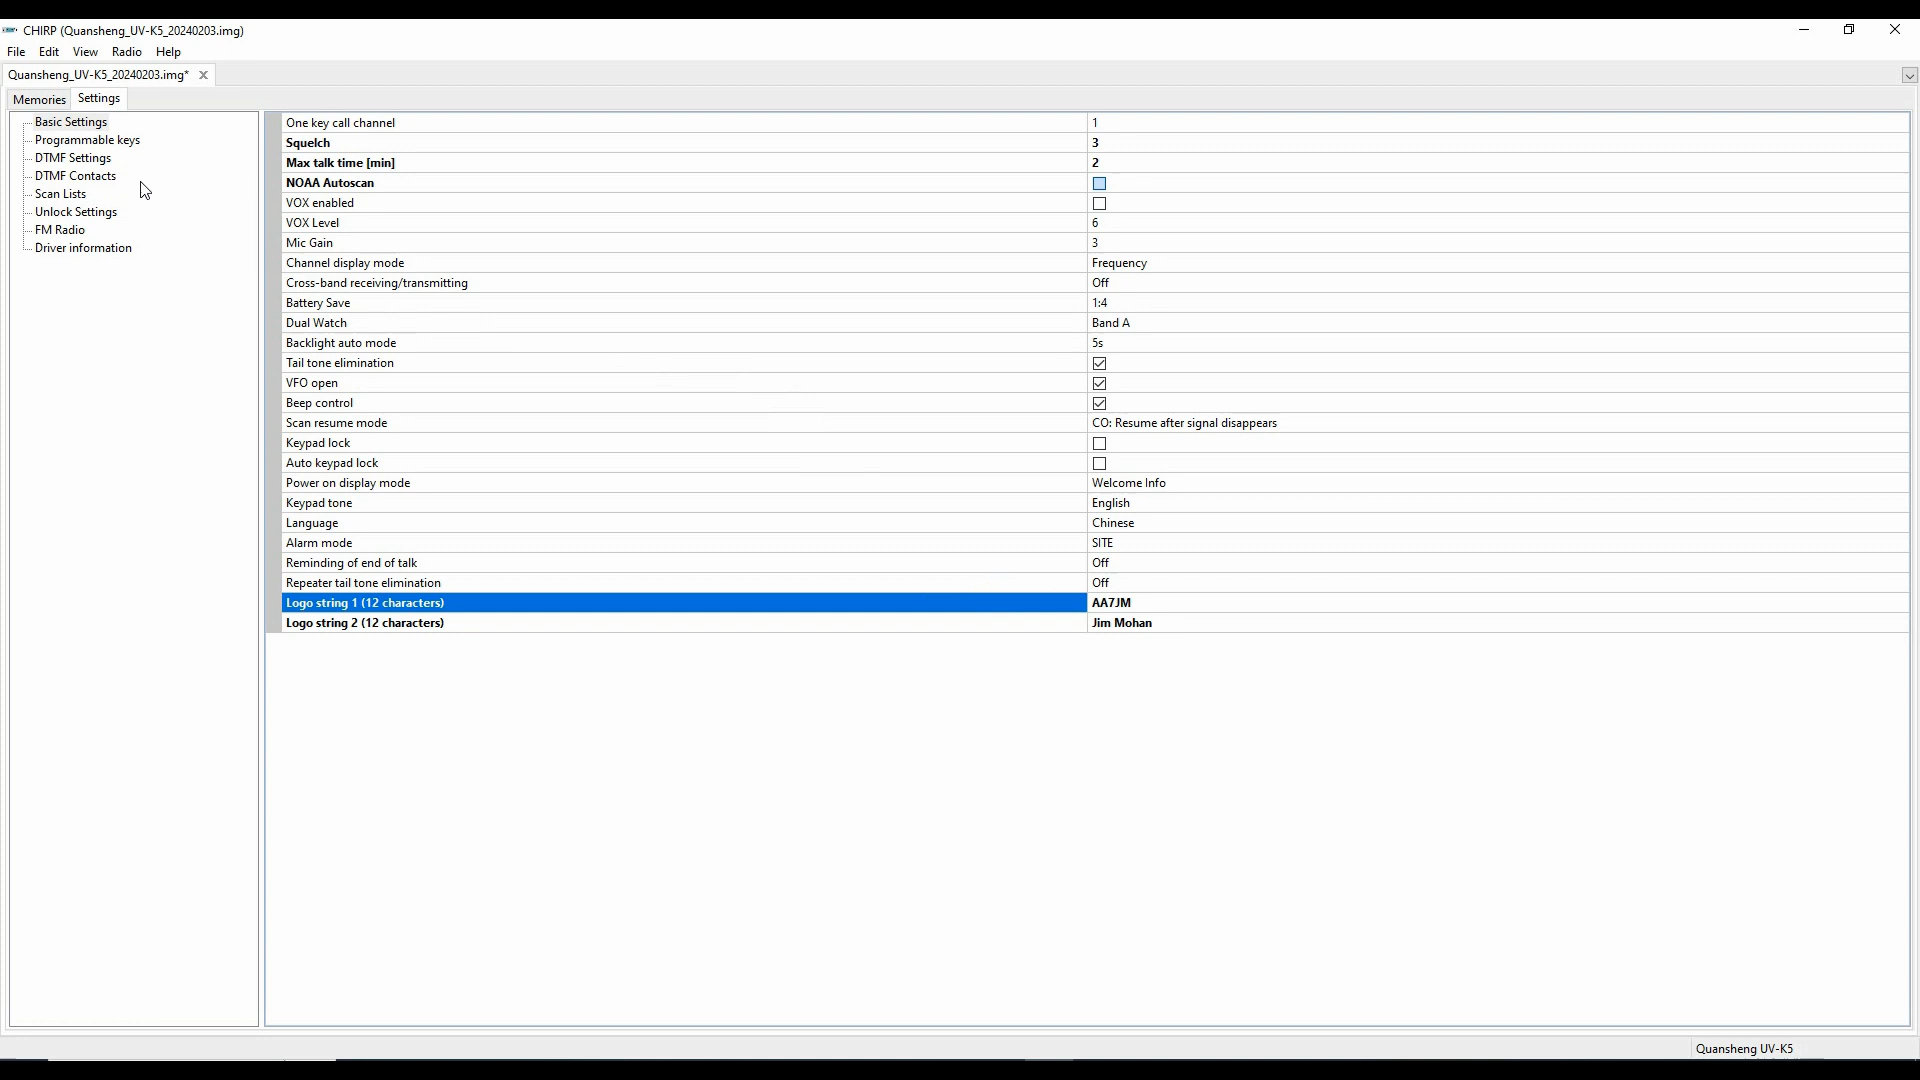 CHIRP (Quansheng_UV-K5_20240203.img)
File Edit View Radio Help
Quansheng_UV-K5_20240203.img*
Memories Settings
Basic Settings
Programmable keys
DTMF Settings
DTMF Contacts
Scan Lists
Unlock Settings
FM Radio
Driver information
One key call channel 1
Squelch 3
Max talk time [min] 2
NOAA Autoscan
VOX enabled
VOX Level 6
Mic Gain 3
Channel display mode Frequency
Cross-band receiving/transmitting Off
Battery Save 1:4
Dual Watch Band A
Backlight auto mode 5s
Tail tone elimination
VFO open
Beep control
Scan resume mode CO: Resume after signal disappears
Keypad lock
Auto keypad lock
Power on display mode Welcome Info
Keypad tone English
Language Chinese
Alarm mode SITE
Reminding of end of talk Off
Repeater tail tone elimination Off
Logo string 1 (12 characters) AA7JM
Logo string 2 (12 characters) Jim Mohan
Quansheng UV-K5